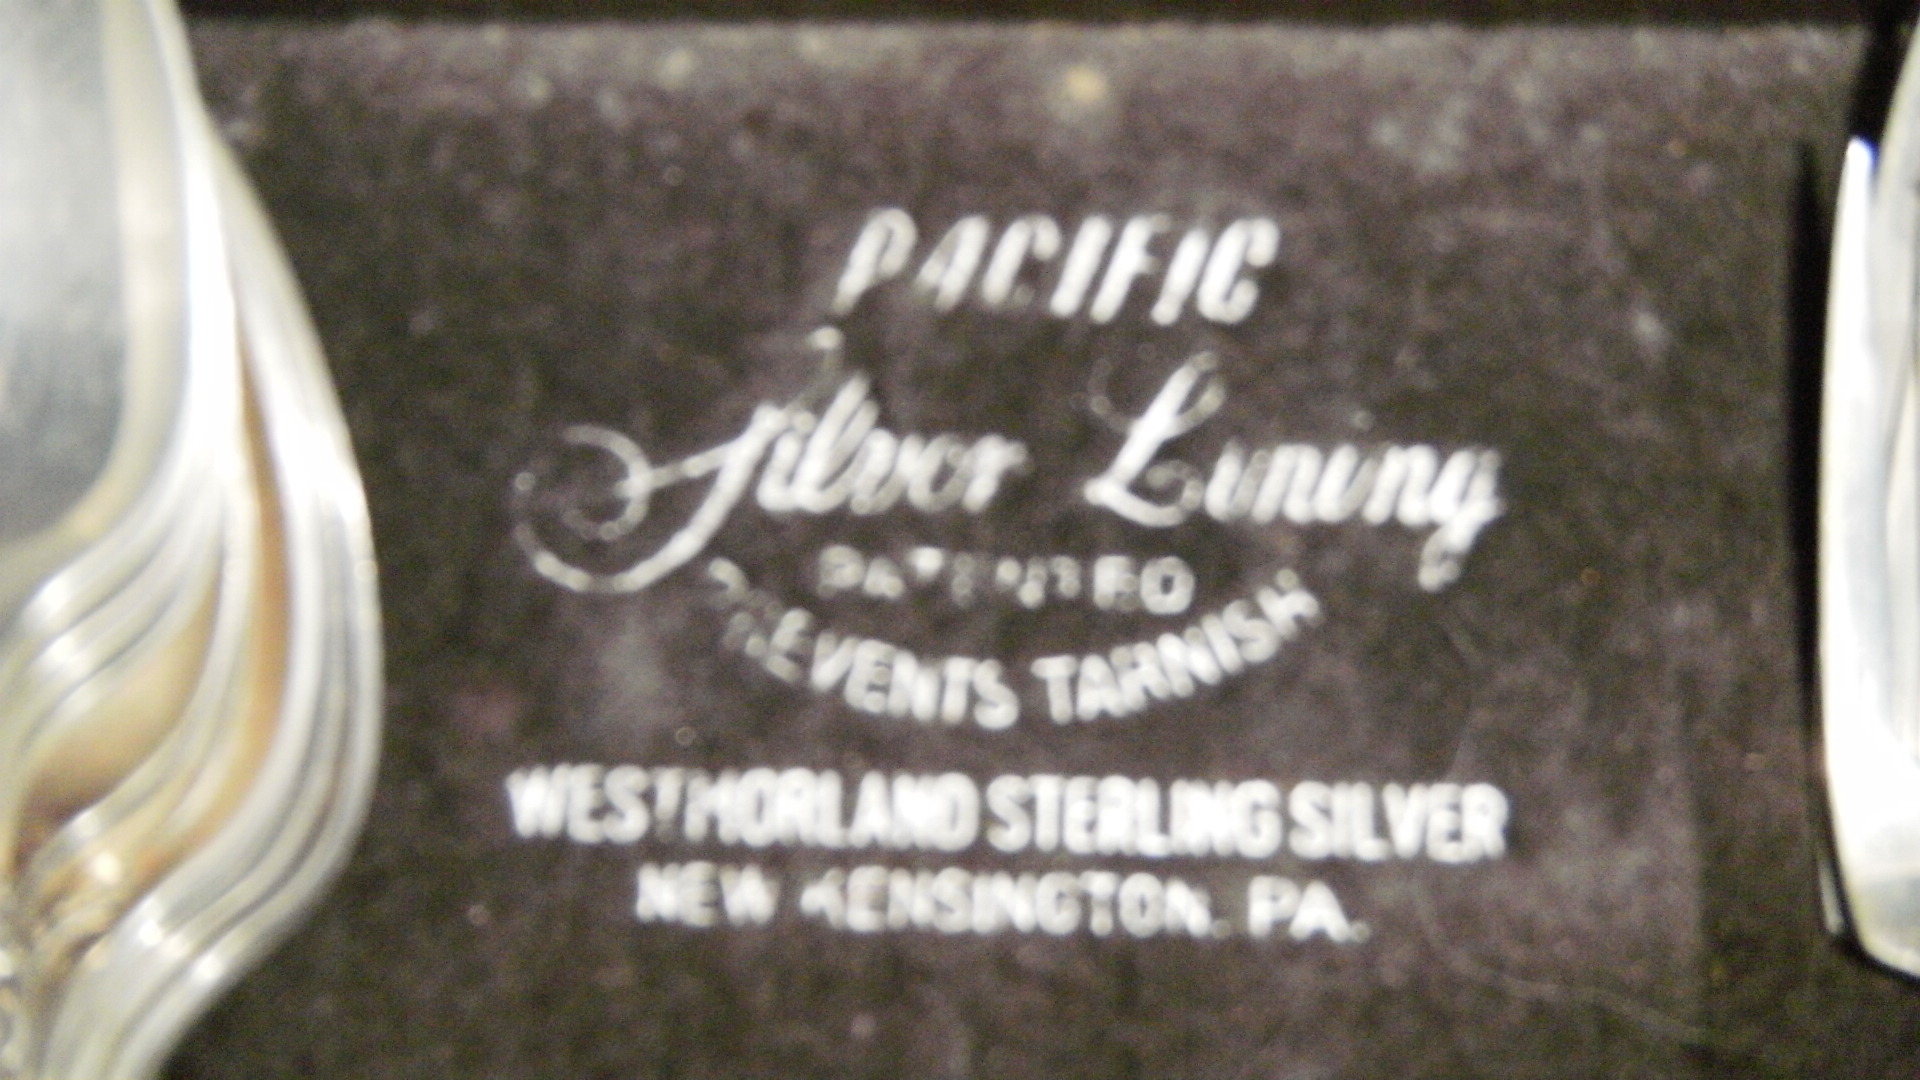 PACIFIC
Silver Lining
PATENTED
PREVENTS TARNISH
WESTMORLAND STERLING SILVER
NEW KENSINGTON, PA.